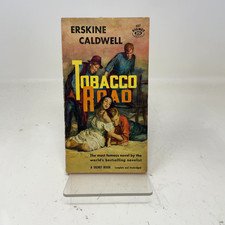 ERSKINE
CALDWELL
TOBACCO
ROAD
The most famous novel by the
world's bestselling novelist
A SIGNET BOOK